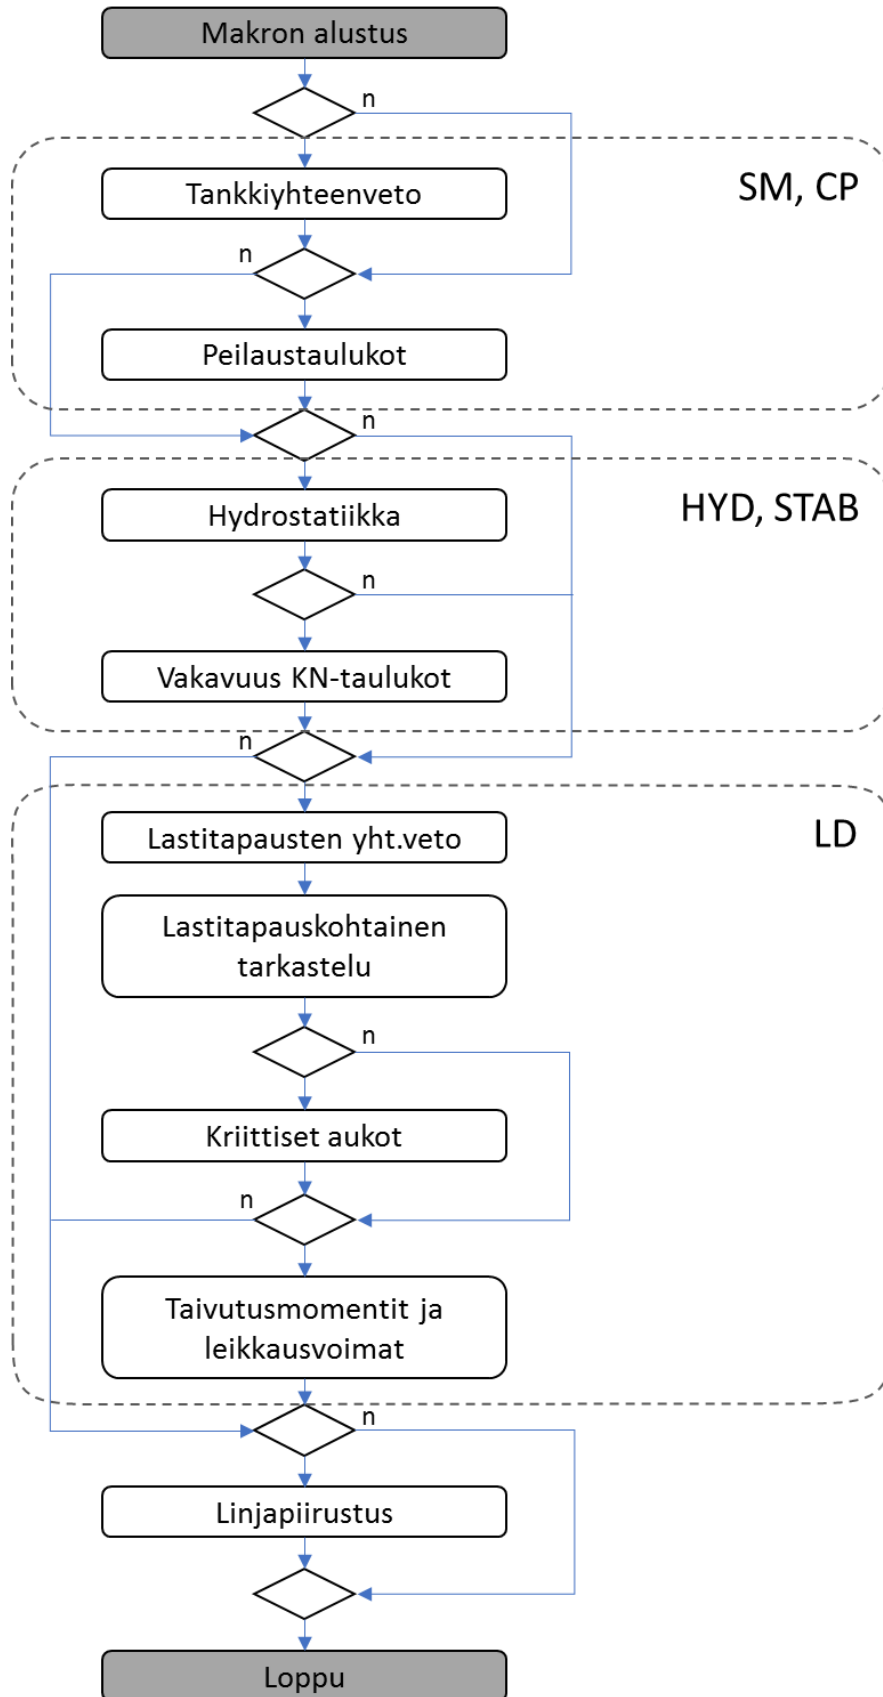 Makron alustus
n
SM, CP
Tankkiyhteenveto
n
Peilaustaulukot
n
HYD, STAB
Hydrostatiikka
n
Vakavuus KN-taulukot
n
LD
Lastitapausten yht.veto
Lastitapauskohtainen
tarkastelu
n
Kriittiset aukot
n
Taivutusmomentit ja
leikkausvoimat
n
Linjapiirustus
Loppu